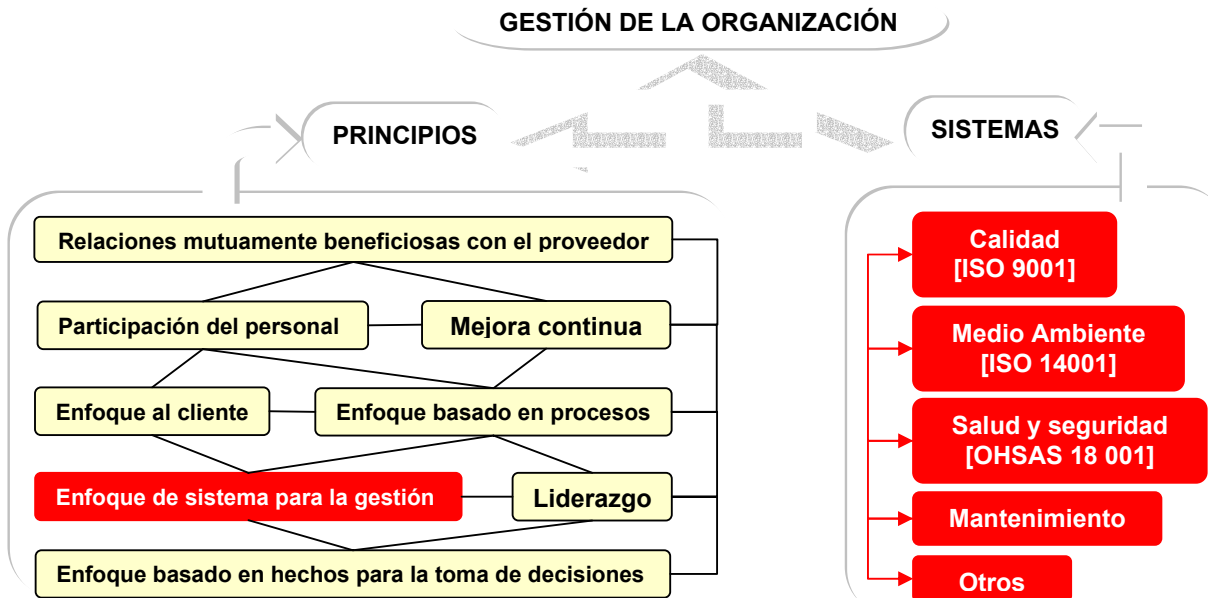 GESTIÓN DE LA ORGANIZACIÓN
PRINCIPIOS
Relaciones mutuamente beneficiosas con el proveedor
Participación del personal
Mejora continua
Enfoque al cliente
Enfoque basado en procesos
Enfoque de sistema para la gestión
Liderazgo
Enfoque basado en hechos para la toma de decisiones
SISTEMAS
Calidad
[ISO 9001]
Medio Ambiente
[ISO 14001]
Salud y seguridad
[OHSAS 18 001]
Mantenimiento
Otros